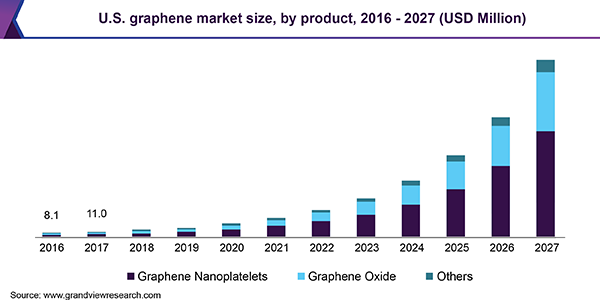 U.S. graphene market size, by product, 2016 - 2027 (USD Million)
8.1 11.0
2016 2017 2018 2019 2020 2021 2022 2023 2024 2025 2026 2027
Graphene Nanoplatelets Graphene Oxide Others
Source: www.grandviewresearch.com